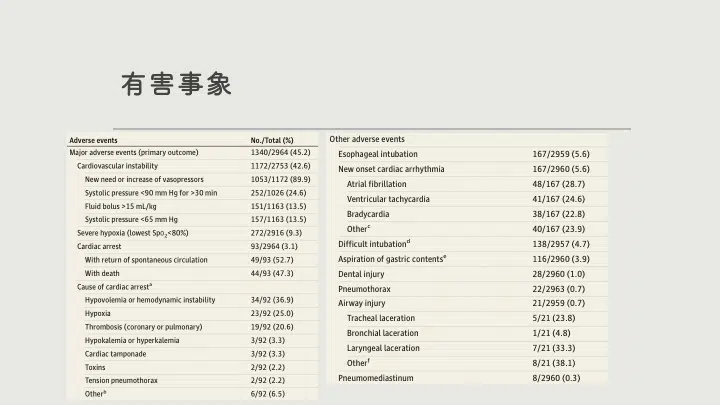 有害事象
Adverse events No./Total (%)
Major adverse events (primary outcome) 1340/2964 (45.2)
Cardiovascular instability 1172/2753 (42.6)
New need or increase of vasopressors 1053/1172 (89.9)
Systolic pressure <90 mm Hg for >30 min 252/1026 (24.6)
Fluid bolus >15 mL/kg 151/1163 (13.5)
Systolic pressure <65 mm Hg 157/1163 (13.5)
Severe hypoxia (lowest Spo2<80%) 272/2916 (9.3)
Cardiac arrest 93/2964 (3.1)
With return of spontaneous circulation 49/93 (52.7)
With death 44/93 (47.3)
Cause of cardiac arrestᵃ
Hypovolemia or hemodynamic instability 34/92 (36.9)
Hypoxia 23/92 (25.0)
Thrombosis (coronary or pulmonary) 19/92 (20.6)
Hypokalemia or hyperkalemia 3/92 (3.3)
Cardiac tamponade 3/92 (3.3)
Toxins 2/92 (2.2)
Tension pneumothorax 2/92 (2.2)
Otherᵇ 6/92 (6.5)
Other adverse events
Esophageal intubation 167/2959 (5.6)
New onset cardiac arrhythmia 167/2960 (5.6)
Atrial fibrillation 48/167 (28.7)
Ventricular tachycardia 41/167 (24.6)
Bradycardia 38/167 (22.8)
Otherᶜ 40/167 (23.9)
Difficult intubationᵈ 138/2957 (4.7)
Aspiration of gastric contentsᵉ 116/2960 (3.9)
Dental injury 28/2960 (1.0)
Pneumothorax 22/2963 (0.7)
Airway injury 21/2959 (0.7)
Tracheal laceration 5/21 (23.8)
Bronchial laceration 1/21 (4.8)
Laryngeal laceration 7/21 (33.3)
Otherᶠ 8/21 (38.1)
Pneumomediastinum 8/2960 (0.3)